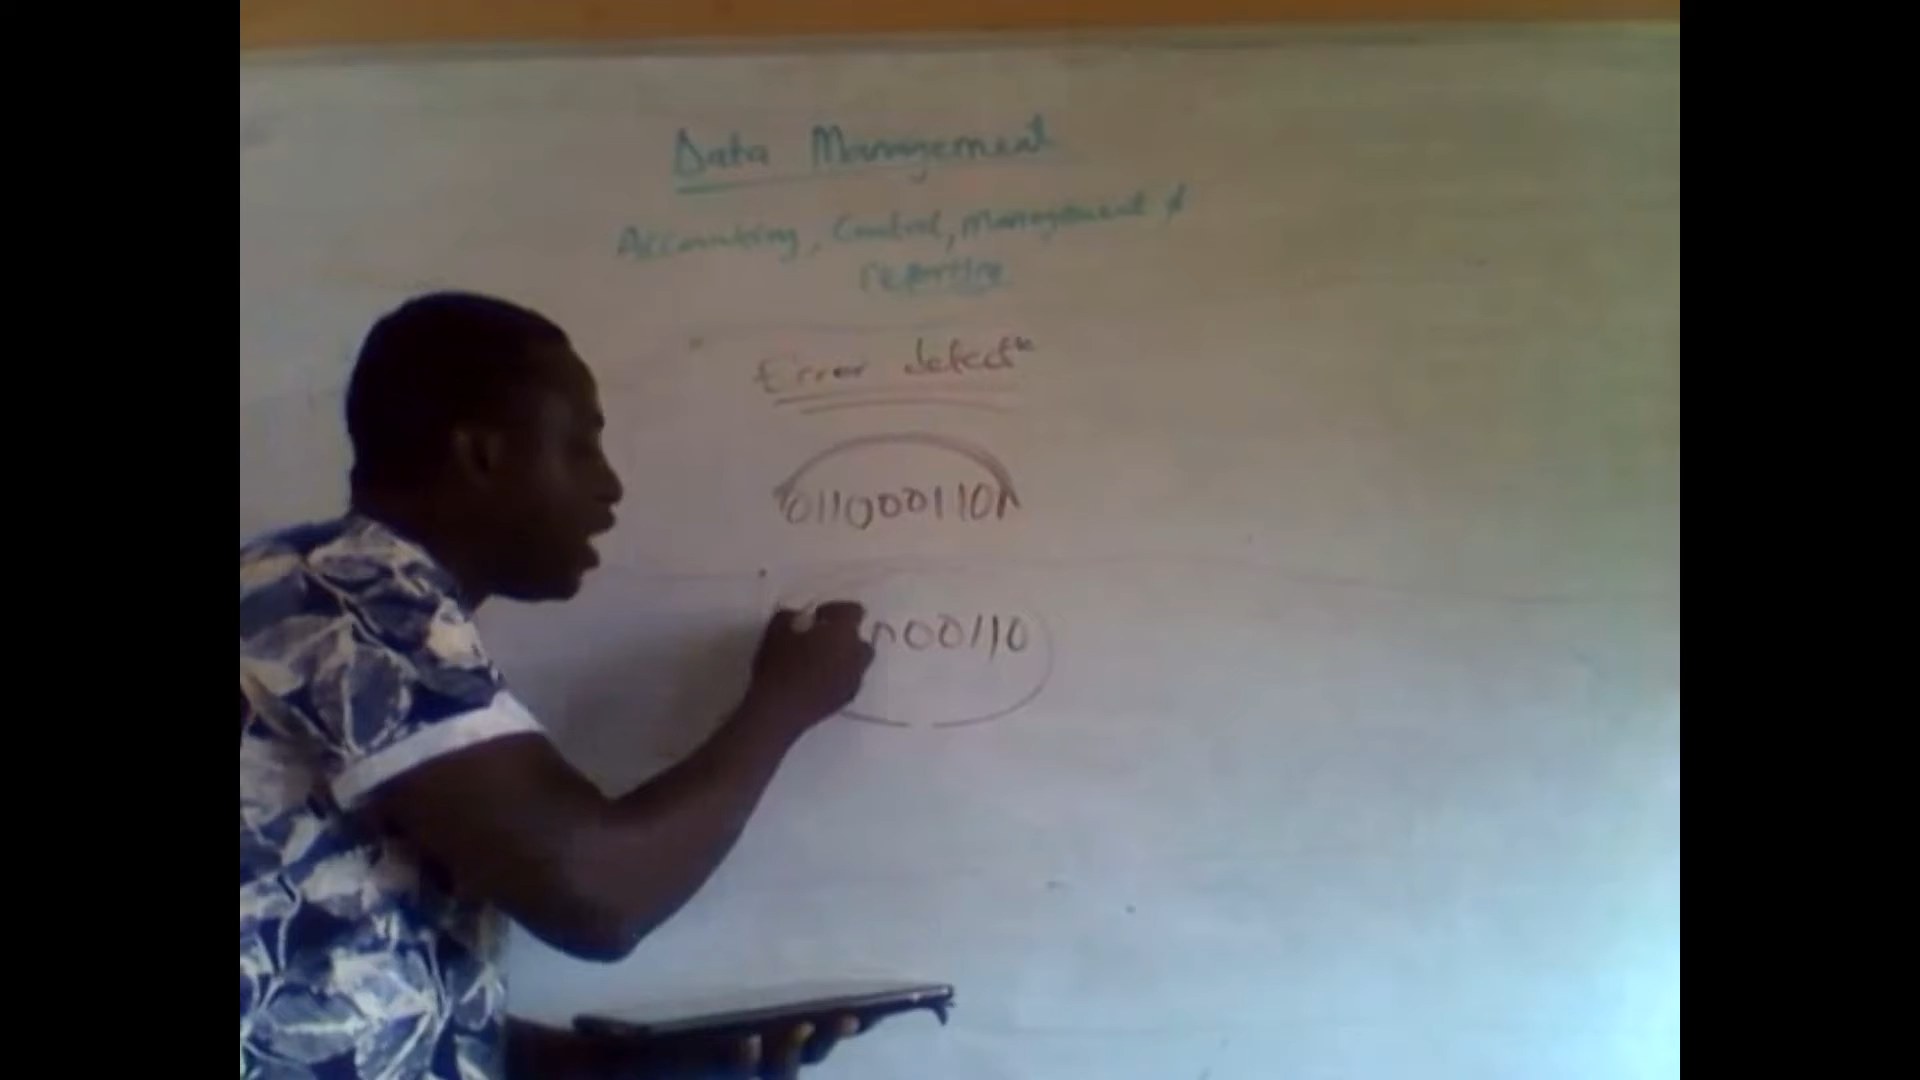 Data Management
Accounting, Control, Management &
reporting
Error detectn
0110001101
00110